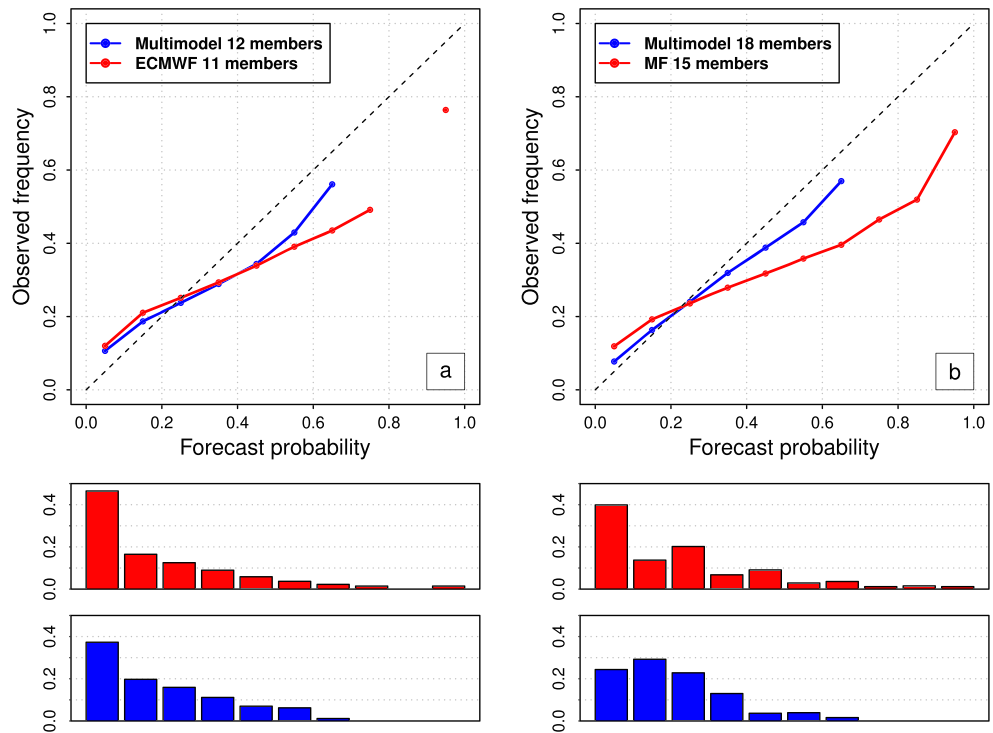 Multimodel 12 members
ECMWF 11 members
Observed frequency
0.0 0.2 0.4 0.6 0.8 1.0
a
0.0 0.2 0.4 0.6 0.8 1.0
Forecast probability
Multimodel 18 members
MF 15 members
Observed frequency
0.0 0.2 0.4 0.6 0.8 1.0
b
0.0 0.2 0.4 0.6 0.8 1.0
Forecast probability
0.0 0.2 0.4
0.0 0.2 0.4
0.0 0.2 0.4
0.0 0.2 0.4